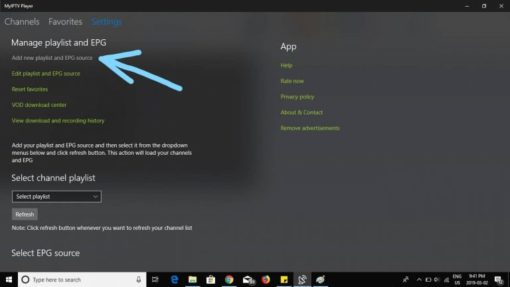 MyIPTV Player
Channels Favorites Settings
Manage playlist and EPG
Add new playlist and EPG source
Edit playlist and EPG source
Reset favorites
VOD download center
View download and recording history
Add your playlist and EPG source and then select it from the dropdown
menus below and click refresh button. This action will load your channels
and EPG
Select channel playlist
Select playlist
Refresh
Note: Click refresh button whenever you want to refresh your channel list
Select EPG source
App
Help
Rate now
Privacy policy
About & Contact
Remove advertisements
Type here to search
ENG
US
9:41 PM
2019-03-02